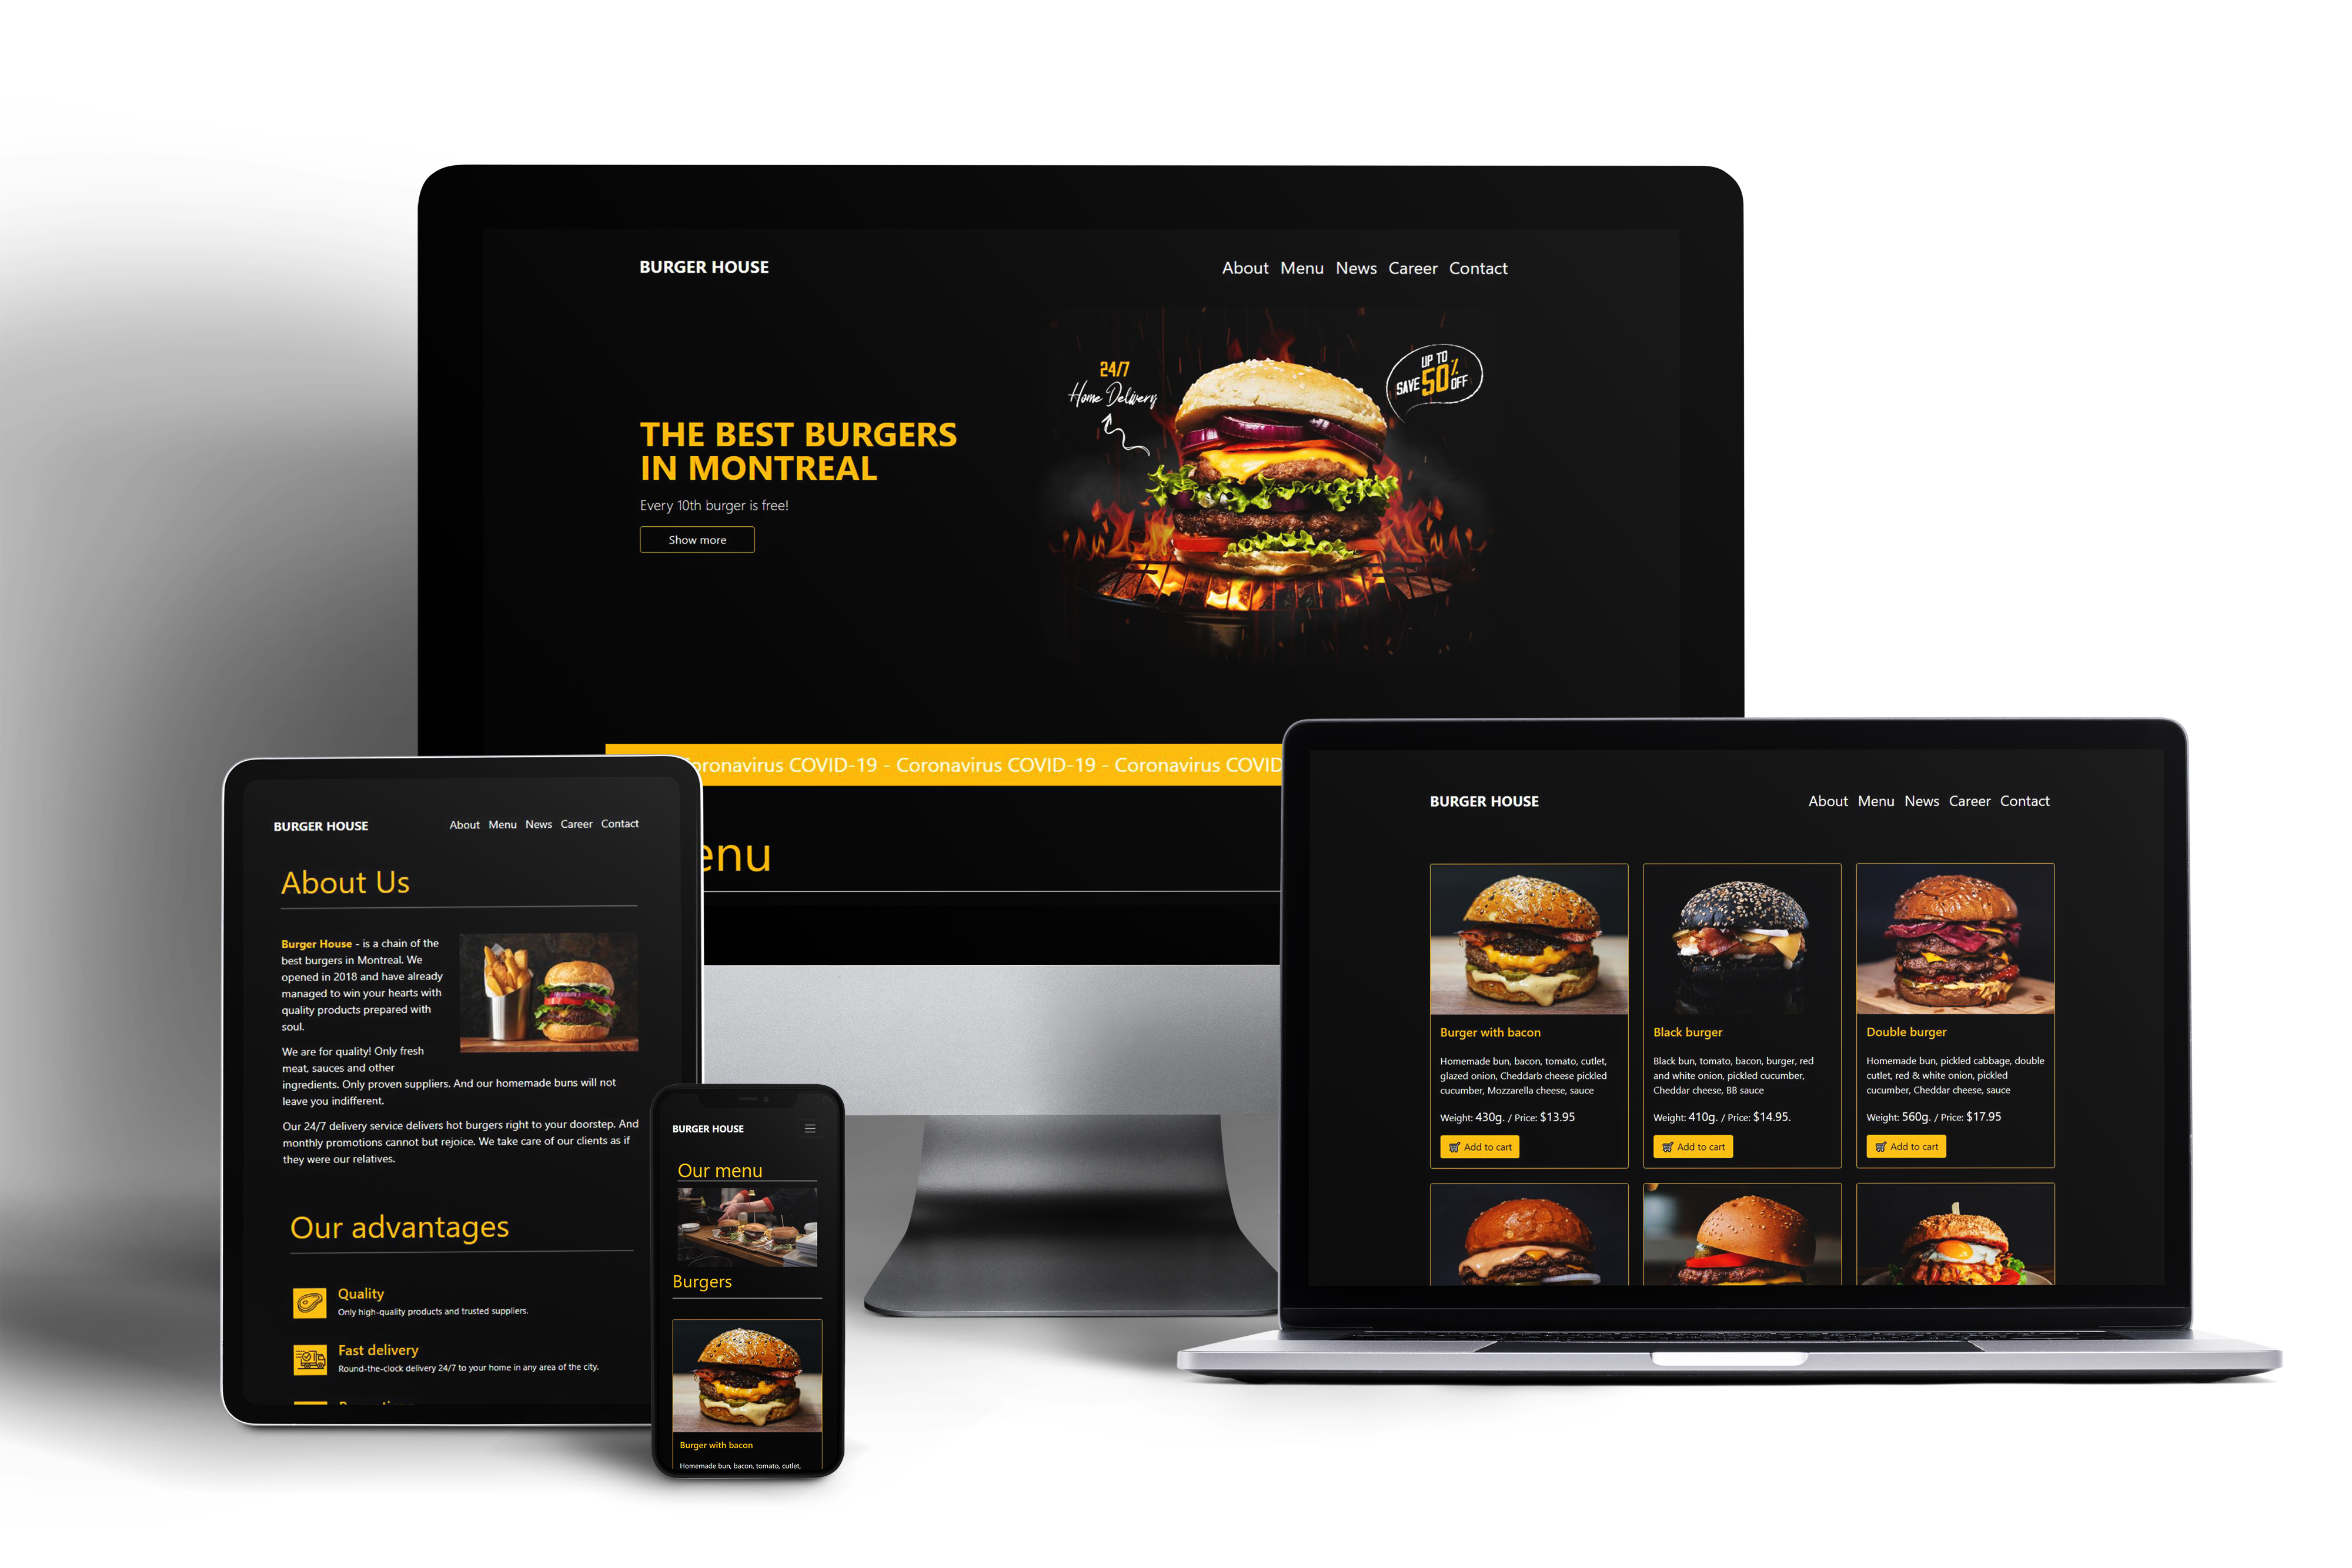 BURGER HOUSE
About Menu News Career Contact
24/7
Home Delivery
UP TO
SAVE 50% OFF
THE BEST BURGERS
IN MONTREAL
Every 10th burger is free!
Show more
oronavirus COVID-19 - Coronavirus COVID-19 - Coronavirus COVID
enu
BURGER HOUSE
About Menu News Career Contact
About Us
Burger House - is a chain of the
best burgers in Montreal. We
opened in 2018 and have already
managed to win your hearts with
quality products prepared with
soul.
We are for quality! Only fresh
meat, sauces and other
ingredients. Only proven suppliers. And our homemade buns will not
leave you indifferent.
Our 24/7 delivery service delivers hot burgers right to your doorstep. And
monthly promotions cannot but rejoice. We take care of our clients as if
they were our relatives.
Our advantages
Quality
Only high-quality products and trusted suppliers.
Fast delivery
Round-the-clock delivery 24/7 to your home in any area of the city.
BURGER HOUSE
Our menu
Burgers
Burger with bacon
Homemade bun, bacon, tomato, cutlet,
BURGER HOUSE
About Menu News Career Contact
Burger with bacon
Homemade bun, bacon, tomato, cutlet,
glazed onion, Cheddarb cheese pickled
cucumber, Mozzarella cheese, sauce
Weight: 430g. / Price: $13.95
Add to cart
Black burger
Black bun, tomato, bacon, burger, red
and white onion, pickled cucumber,
Cheddar cheese, BB sauce
Weight: 410g. / Price: $14.95.
Add to cart
Double burger
Homemade bun, pickled cabbage, double
cutlet, red & white onion, pickled
cucumber, Cheddar cheese, sauce
Weight: 560g. / Price: $17.95
Add to cart